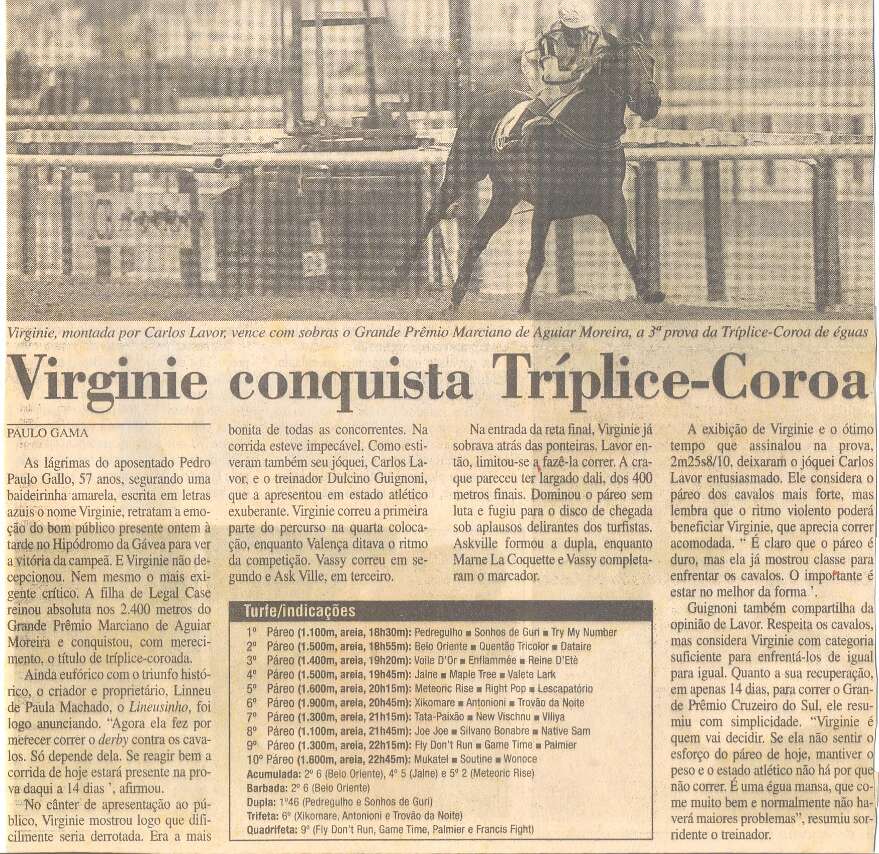 Virginie, montada por Carlos Lavor, vence com sobras o Grande Prêmio Marciano de Aguiar Moreira, a 3ª prova da Tríplice-Coroa de éguas
Virginie conquista Tríplice-Coroa
PAULO GAMA
As lágrimas do aposentado Pedro
Paulo Gallo, 57 anos, segurando uma
baideirinha amarela, escrita em letras
azuis o nome Virginie, retratam a emo-
ção do bom público presente ontem à
tarde no Hipódromo da Gávea para ver
a vitória da campeã. E Virginie não de-
cepcionou. Nem mesmo o mais exi-
gente crítico. A filha de Legal Case
reinou absoluta nos 2.400 metros do
Grande Prêmio Marciano de Aguiar
Moreira e conquistou, com mereci-
mento, o título de tríplice-coroada.
Ainda eufórico com o triunfo histó-
rico, o criador e proprietário, Linneu
de Paula Machado, o Lineusinho, foi
logo anunciando. “Agora ela fez por
merecer correr o derby contra os cava-
los. Só depende dela. Se reagir bem a
corrida de hoje estará presente na pro-
va daqui a 14 dias ’, afirmou.
No cânter de apresentação ao pú-
blico, Virginie mostrou logo que difi-
cilmente seria derrotada. Era a mais
bonita de todas as concorrentes. Na
corrida esteve impecável. Como esti-
veram também seu jóquei, Carlos La-
vor, e o treinador Dulcino Guignoni,
que a apresentou em estado atlético
exuberante. Virginie correu a primeira
parte do percurso na quarta coloca-
ção, enquanto Valença ditava o ritmo
da competição. Vassy correu em se-
gundo e Ask Ville, em terceiro.
Na entrada da reta final, Virginie já
sobrava atrás das ponteiras. Lavor en-
tão, limitou-se a fazê-la correr. A cra-
que pareceu ter largado dali, dos 400
metros finais. Dominou o páreo sem
luta e fugiu para o disco de chegada
sob aplausos delirantes dos turfistas.
Askville formou a dupla, enquanto
Marne La Coquette e Vassy completa-
ram o marcador.
A exibição de Virginie e o ótimo
tempo que assinalou na prova,
2m25s8/10, deixaram o jóquei Carlos
Lavor entusiasmado. Ele considera o
páreo dos cavalos mais forte, mas
lembra que o ritmo violento poderá
beneficiar Virginie, que aprecia correr
acomodada. “ É claro que o páreo é
duro, mas ela já mostrou classe para
enfrentar os cavalos. O importante é
estar no melhor da forma ’.
Guignoni também compartilha da
opinião de Lavor. Respeita os cavalos,
mas considera Virginie com categoria
suficiente para enfrentá-los de igual
para igual. Quanto a sua recuperação,
em apenas 14 dias, para correr o Gran-
de Prêmio Cruzeiro do Sul, ele resu-
miu com simplicidade. “Virginie é
quem vai decidir. Se ela não sentir o
esforço do páreo de hoje, mantiver o
peso e o estado atlético não há por que
não correr. É uma égua mansa, que co-
me muito bem e normalmente não ha-
verá maiores problemas”, resumiu sor-
ridente o treinador.
Turfe/indicações
1º Páreo (1.100m, areia, 18h30m): Pedregulho ■ Sonhos de Guri ■ Try My Number
2º Páreo (1.500m, areia, 18h55m): Belo Oriente ■ Quentão Tricolor ■ Dataire
3º Páreo (1.400m, areia, 19h20m): Voile D'Or ■ Enflammée ■ Reine D'Etè
4º Páreo (1.500m, areia, 19h45m): Jalne ■ Maple Tree ■ Valete Lark
5º Páreo (1.600m, areia, 20h15m): Meteoric Rise ■ Right Pop ■ Lescapatório
6º Páreo (1.900m, areia, 20h45m): Xikomare ■ Antonioni ■ Trovão da Noite
7º Páreo (1.300m, areia, 21h15m): Tata-Paixão ■ New Vischnu ■ Viliya
8º Páreo (1.100m, areia, 21h45m): Joe Joe ■ Silvano Bonabre ■ Native Sam
9º Páreo (1.300m, areia, 22h15m): Fly Don't Run ■ Game Time ■ Palmier
10º Páreo (1.600m, areia, 22h45m): Mukatel ■ Soutine ■ Wonoce
Acumulada: 2º 6 (Belo Oriente), 4º 5 (Jalne) e 5º 2 (Meteoric Rise)
Barbada: 2º 6 (Belo Oriente)
Dupla: 1º46 (Pedregulho e Sonhos de Guri)
Trifeta: 6º (Xikomare, Antonioni e Trovão da Noite)
Quadrifeta: 9º (Fly Don't Run, Game Time, Palmier e Francis Fight)